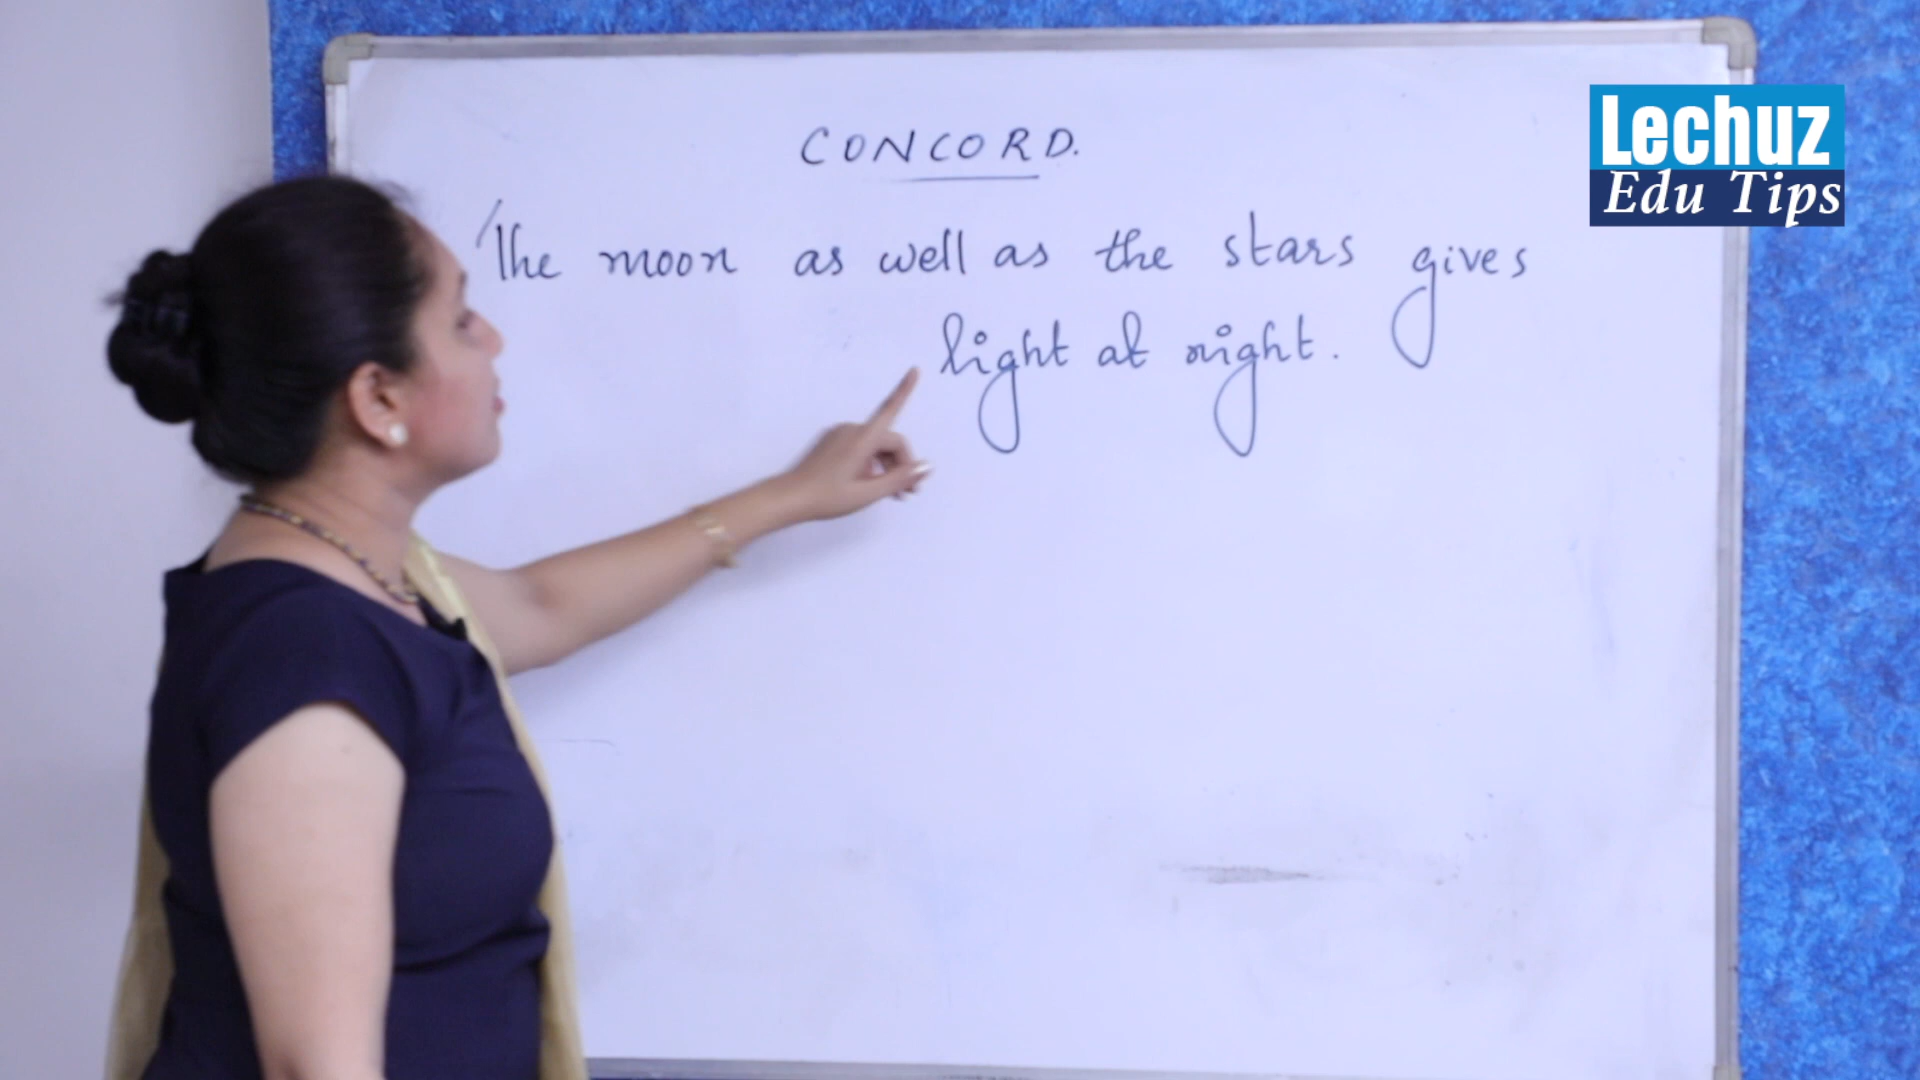 CONCORD.
The moon as well as the stars gives
light at night.
Lechuz
Edu Tips